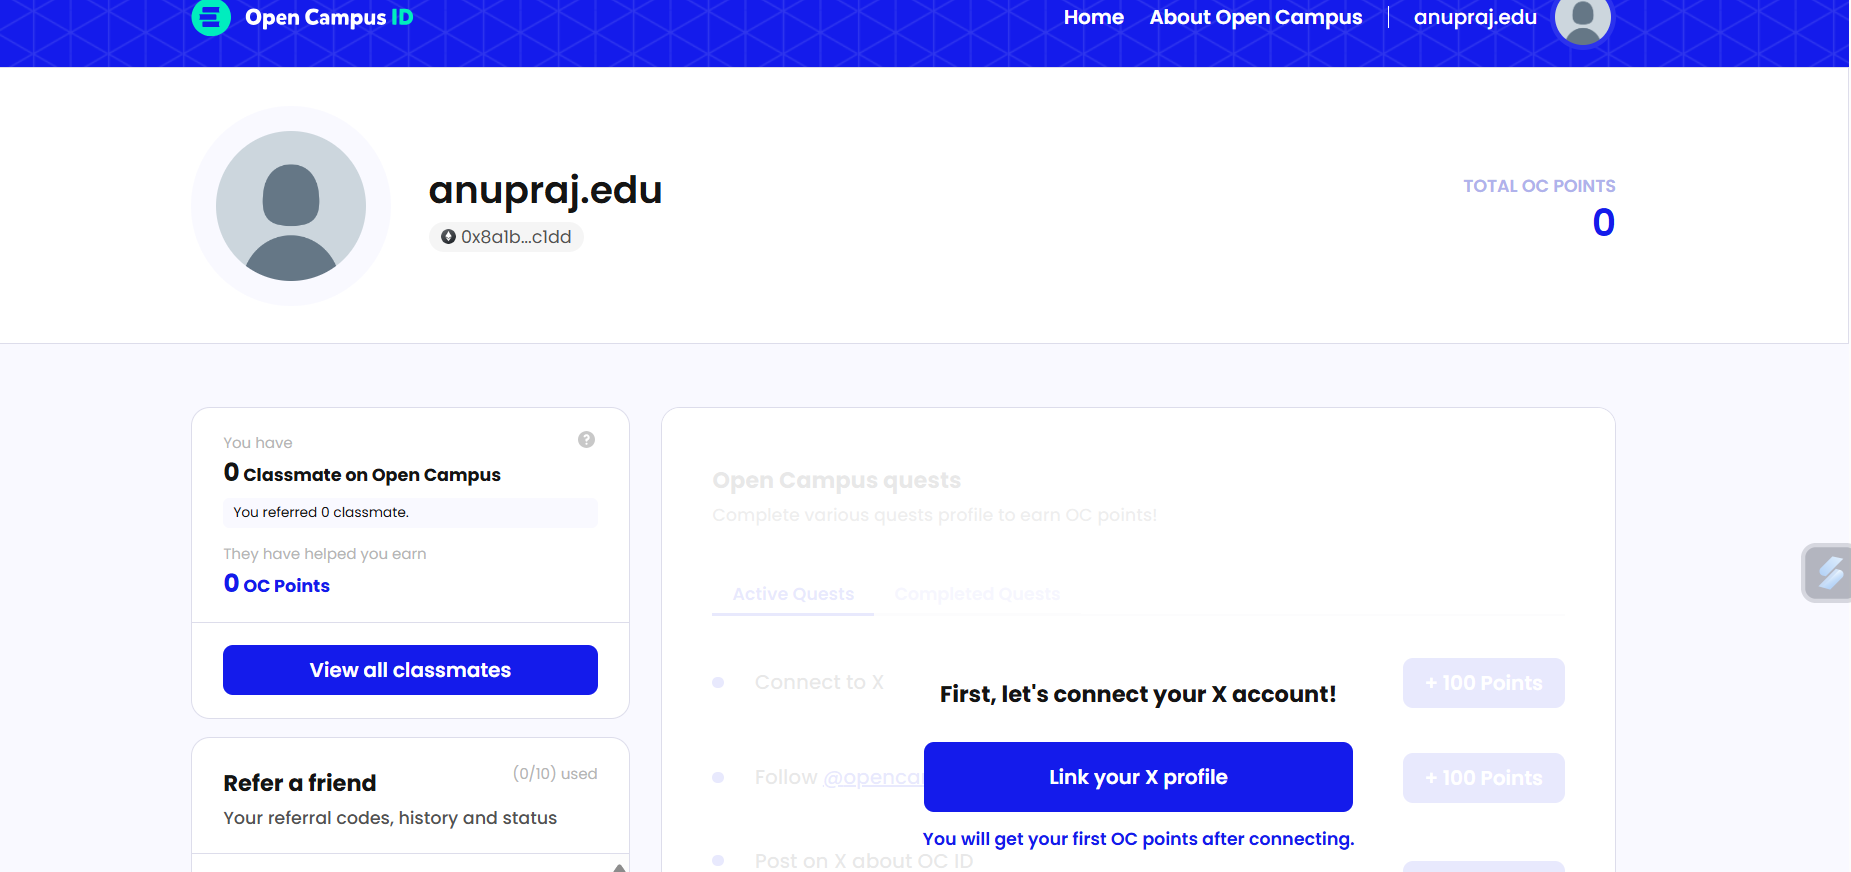 Open Campus ID
Home
About Open Campus
anupraj.edu
anupraj.edu
0x8a1b...c1dd
TOTAL OC POINTS
0
You have
?
0 Classmate on Open Campus
You referred 0 classmate.
They have helped you earn
0 OC Points
View all classmates
Refer a friend
(0/10) used
Your referral codes, history and status
Open Campus quests
Complete various quests profile to earn OC points!
Active Quests
Completed Quests
Connect to X
+ 100 Points
First, let's connect your X account!
Follow
Link your X profile
+ 100 Points
You will get your first OC points after connecting.
Post on X about OC ID